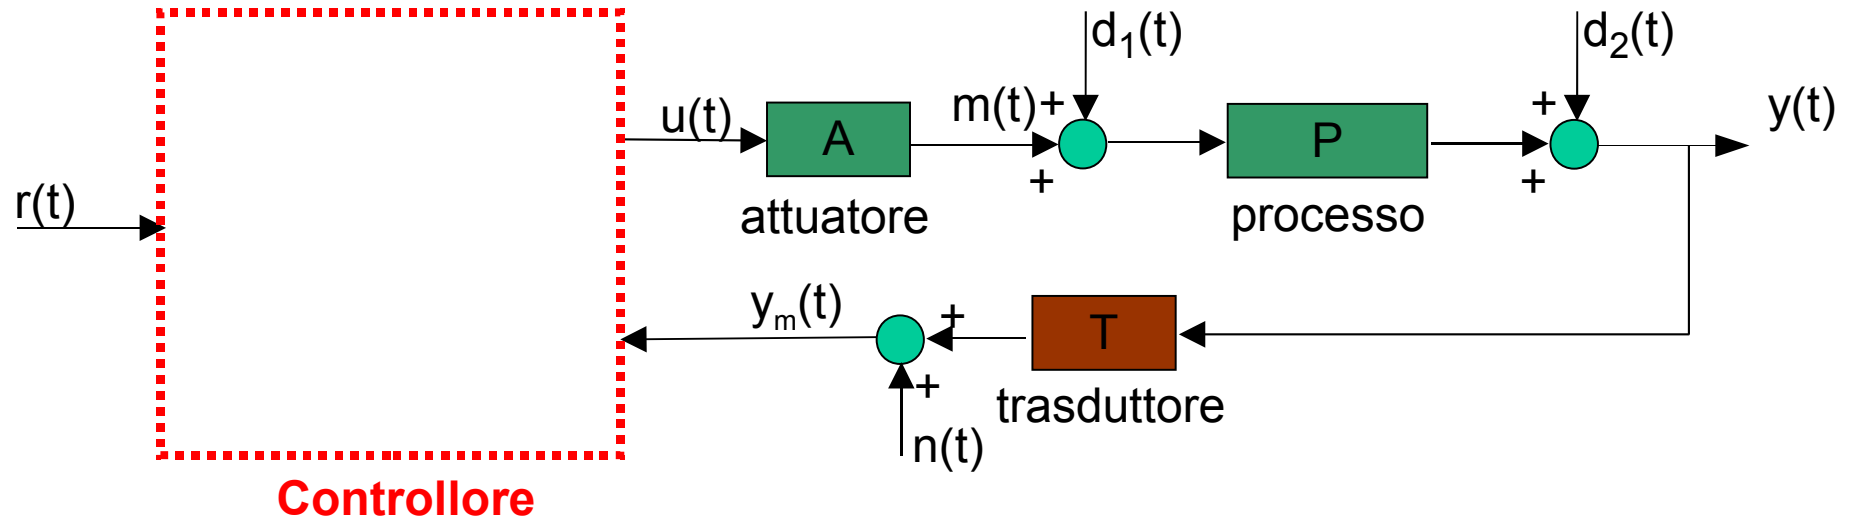 d₁(t)
d₂(t)
u(t)
A
m(t)
+
+
P
+
+
y(t)
attuatore
processo
r(t)
yₘ(t)
+
T
+
trasduttore
n(t)
Controllore